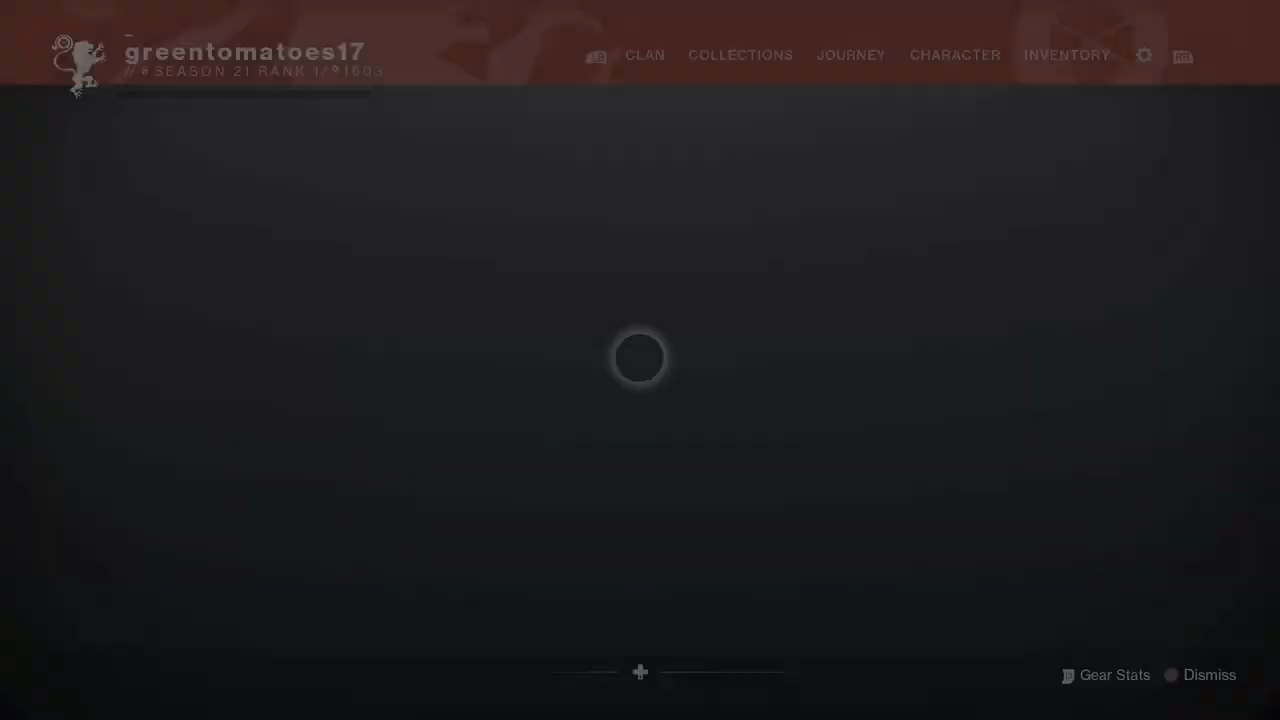 greentomatoes17
SEASON 21 RANK 1/1603
CLAN COLLECTIONS JOURNEY CHARACTER INVENTORY
Gear Stats Dismiss